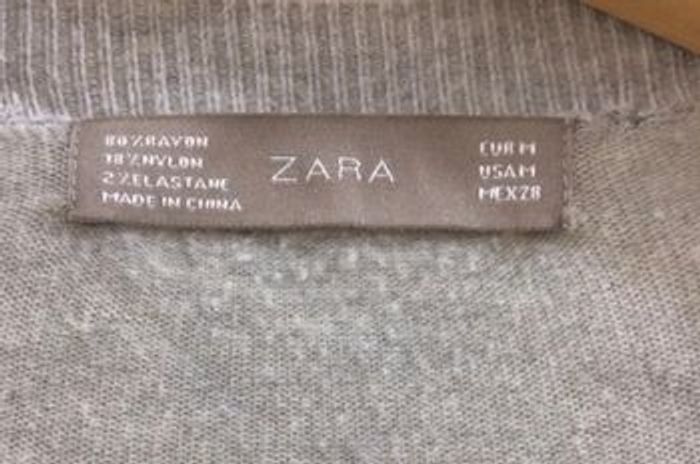 80%RAYON
18%NYLON
2%ELASTANE
MADE IN CHINA
ZARA
EUR M
USA M
MEX 28